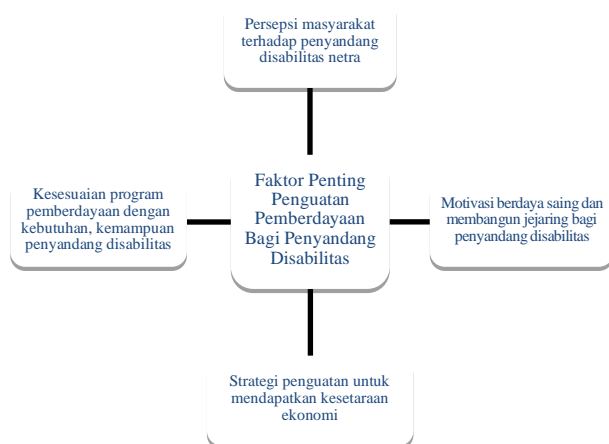 Persepsi masyarakat
terhadap penyandang
disabilitas netra
Kesesuaian program
pemberdayaan dengan
kebutuhan, kemampuan
penyandang disabilitas
Faktor Penting
Penguatan
Pemberdayaan
Bagi Penyandang
Disabilitas
Motivasi berdaya saing dan
membangun jejaring bagi
penyandang disabilitas
Strategi penguatan untuk
mendapatkan kesetaraan
ekonomi